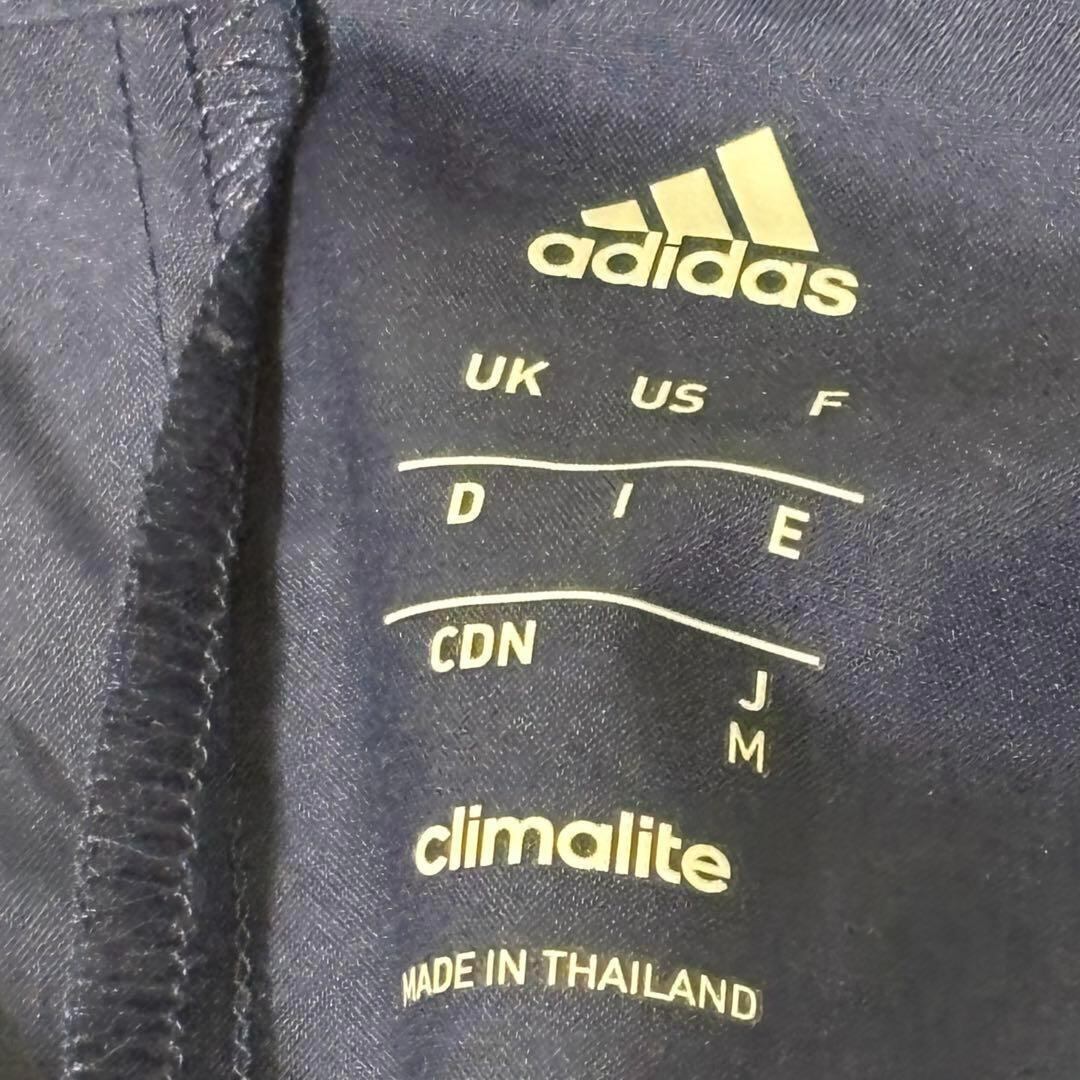 adidas
UK US F
D I E
CDN J
M
climalite
MADE IN THAILAND